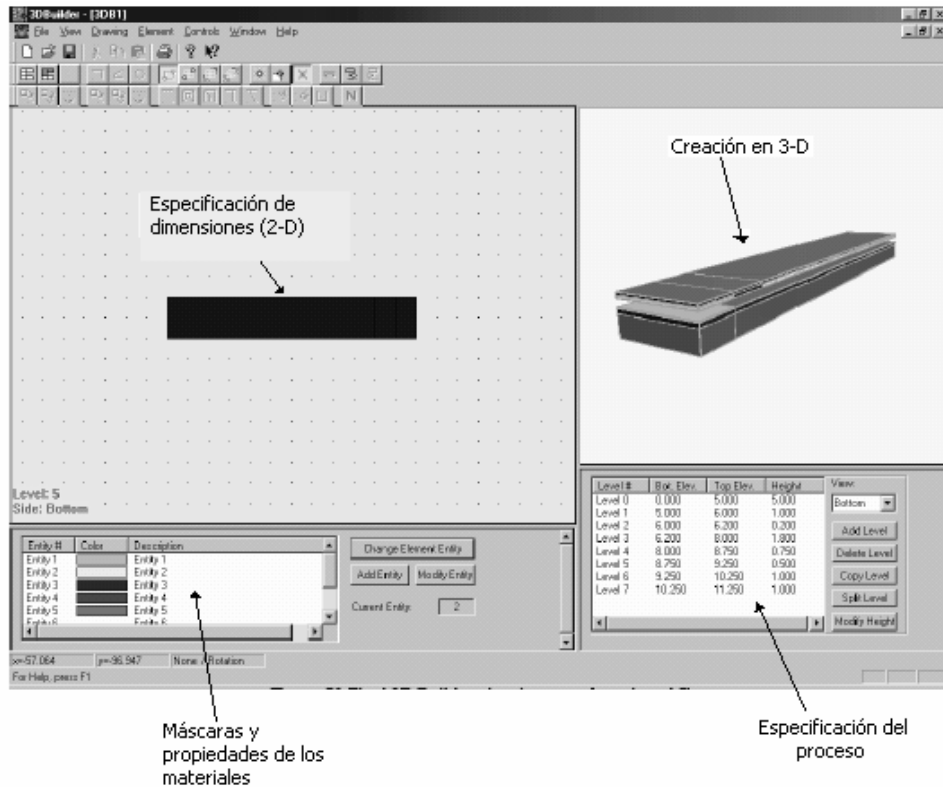 3DBuilder - [3DB1]
File View Drawing Element Controls Window Help
Creación en 3-D
Especificación de
dimensiones (2-D)
Level: 5
Side: Bottom
Entity # Color Description
Entity 1 Entity 1
Entity 2 Entity 2
Entity 3 Entity 3
Entity 4 Entity 4
Entity 5 Entity 5
Entity 6 Entity 6
Change Element Entity
Add Entity Modify Entity
Current Entity: 2
Level # Bot. Elev. Top Elev. Height
Level 0 0.000 5.000 5.000
Level 1 5.000 6.000 1.000
Level 2 6.000 6.200 0.200
Level 3 6.200 8.000 1.800
Level 4 8.000 8.750 0.750
Level 5 8.750 9.250 0.500
Level 6 9.250 10.250 1.000
Level 7 10.250 11.250 1.000
View:
Bottom
Add Level
Delete Level
Copy Level
Split Level
Modify Height
x=-57.064 y=-96.947 None / Rotation
For Help, press F1
Máscaras y
propiedades de los
materiales
Especificación del
proceso